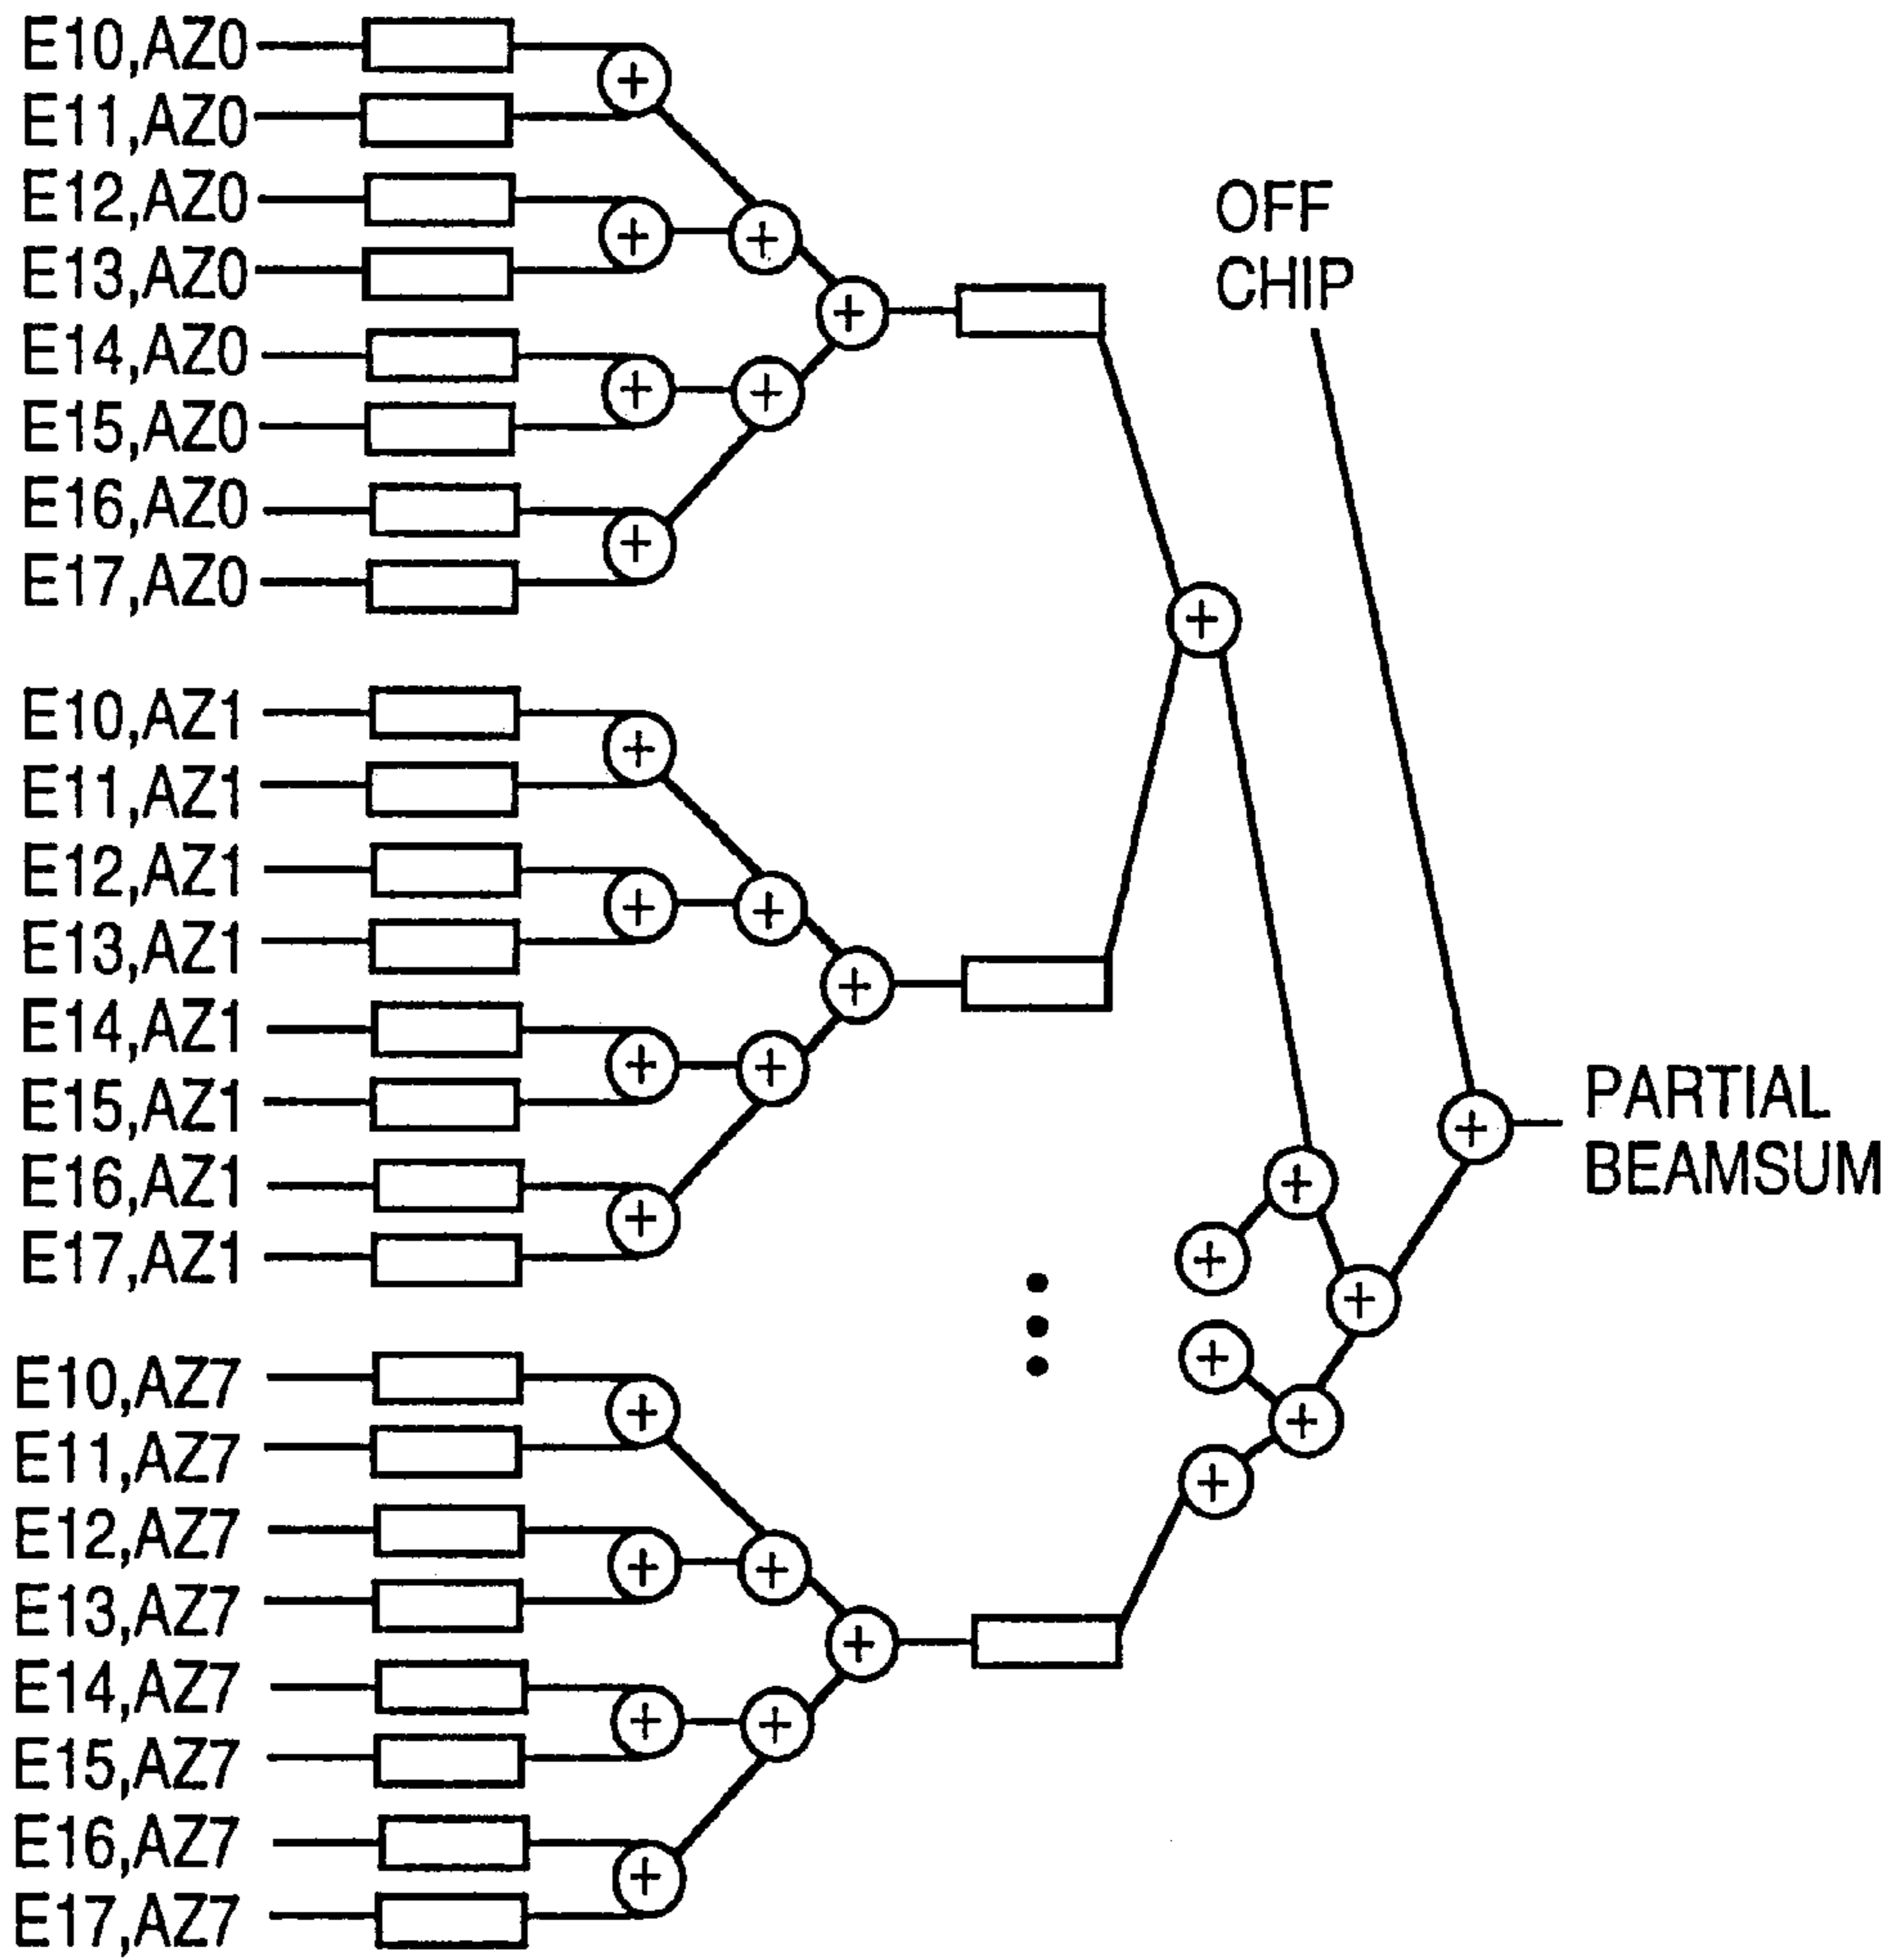 E10,AZ0
E11,AZ0
E12,AZ0
E13,AZ0
E14,AZ0
E15,AZ0
E16,AZ0
E17,AZ0
OFF
CHIP
E10,AZ1
E11,AZ1
E12,AZ1
E13,AZ1
E14,AZ1
E15,AZ1
E16,AZ1
E17,AZ1
PARTIAL
BEAMSUM
E10,AZ7
E11,AZ7
E12,AZ7
E13,AZ7
E14,AZ7
E15,AZ7
E16,AZ7
E17,AZ7